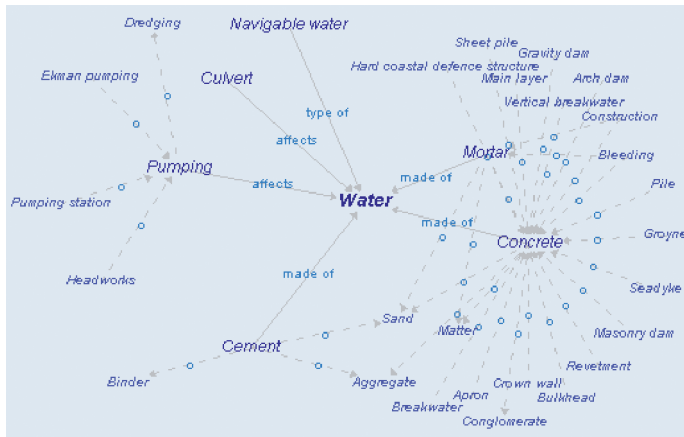 Dredging
Navigable water
Sheet pile
Gravity dam
Hard coastal defence structure
Ekman pumping
Culvert
Main layer
Arch dam
Vertical breakwater
type of
Construction
affects
Mortar
Bleeding
Pumping
affects
made of
Pile
Water
Pumping station
made of
Groyne
Concrete
Headworks
made of
Seadyke
Sand
Matter
Masonry dam
Cement
Revetment
Binder
Aggregate
Crown wall
Apron
Bulkhead
Breakwater
Conglomerate